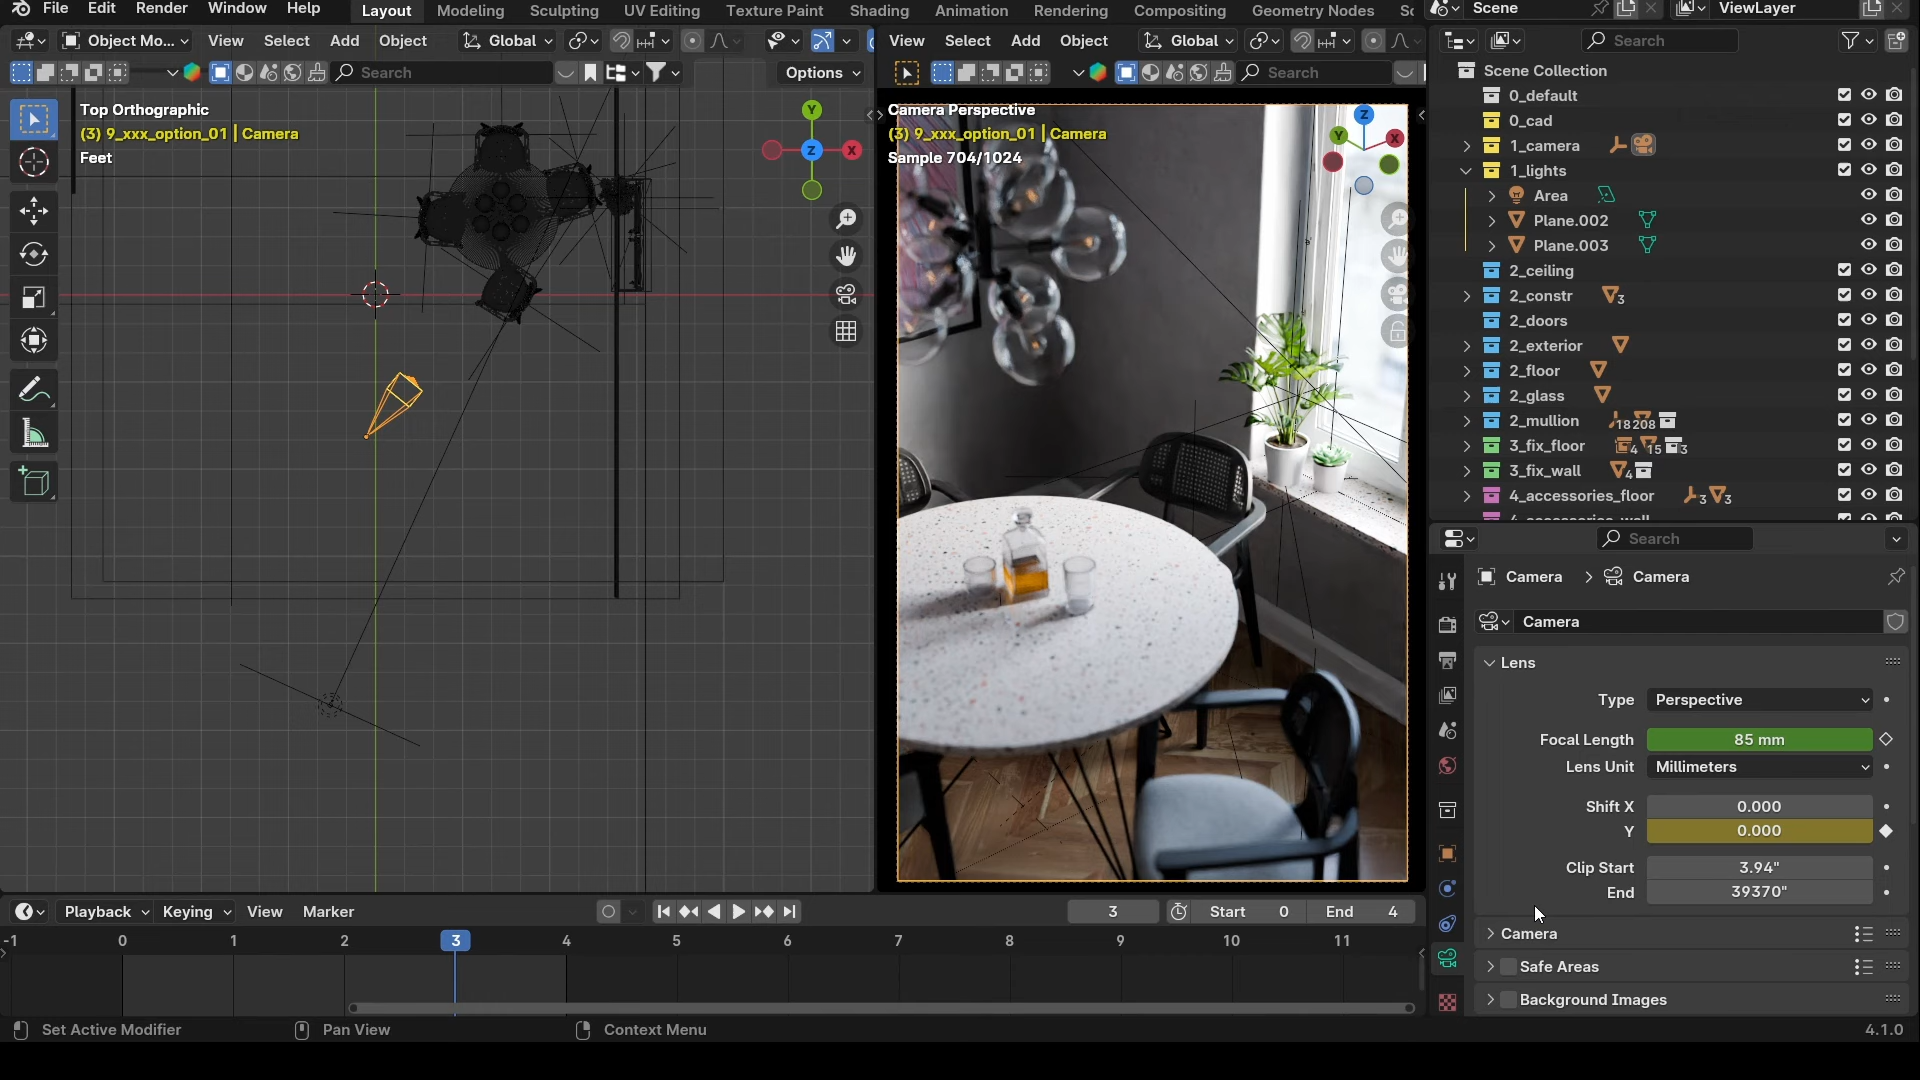 File Edit Render Window Help Layout Modeling Sculpting UV Editing Texture Paint Shading Animation Rendering Compositing Geometry Nodes Sc Scene ViewLayer
Object Mo... View Select Add Object Global
View Select Add Object Global
Search
Search Options
Search
Top Orthographic
(3) 9_xxx_option_01 | Camera
Feet
Y
X
Z
Camera Perspective
(3) 9_xxx_option_01 | Camera
Sample 704/1024
Z
Y
X
Scene Collection
0_default
0_cad
1_camera
1_lights
Area
Plane.002
Plane.003
2_ceiling
2_constr 3
2_doors
2_exterior
2_floor
2_glass
2_mullion 18 208
3_fix_floor 4 15 3
3_fix_wall 4
4_accessories_floor 3 3
4_accessories_wall
Search
Camera > Camera
Camera
Lens
Type Perspective
Focal Length 85 mm
Lens Unit Millimeters
Shift X 0.000
Y 0.000
Clip Start 3.94"
End 39370"
Camera
Safe Areas
Background Images
Playback Keying View Marker 3 Start 0 End 4
-1 0 1 2 3 4 5 6 7 8 9 10 11
Set Active Modifier Pan View Context Menu 4.1.0